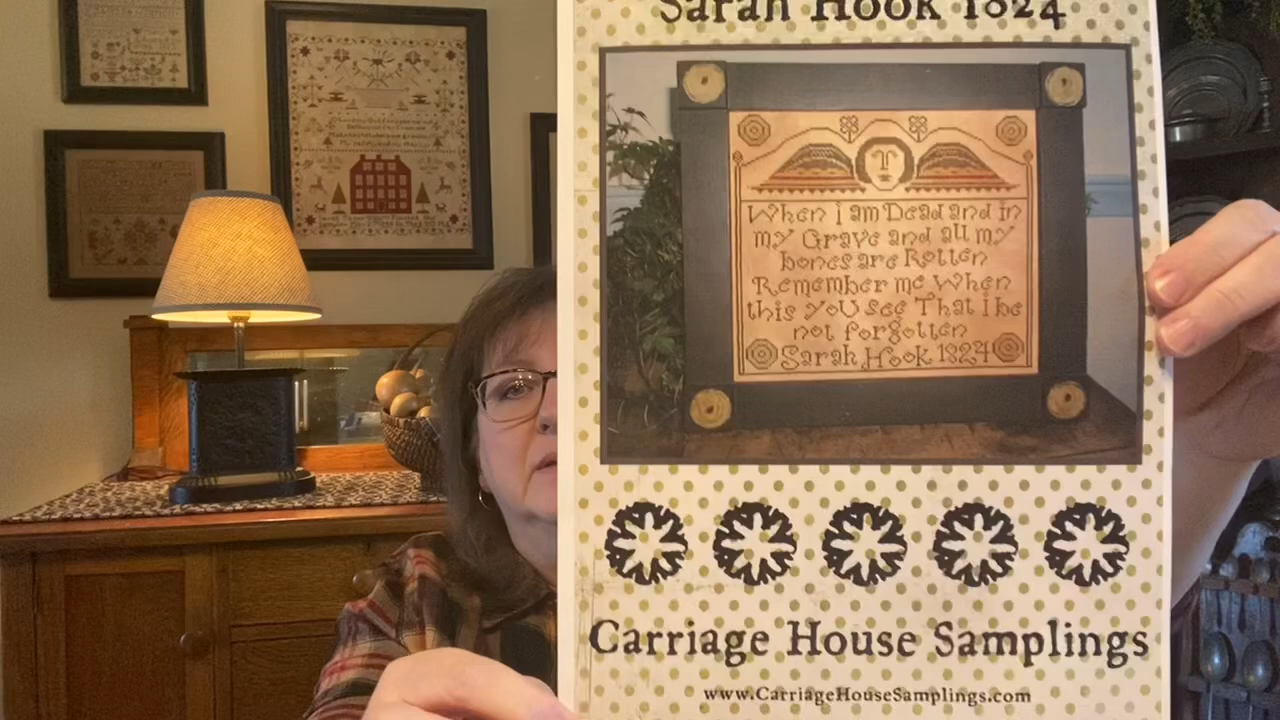 Sarah Hook 1824
When i am Dead and in
my Grave and all my
bones are Rotten
Remember me When
this yoU see That i be
not forgotten
Sarah Hook 1824
Carriage House Samplings
www.CarriageHouseSamplings.com